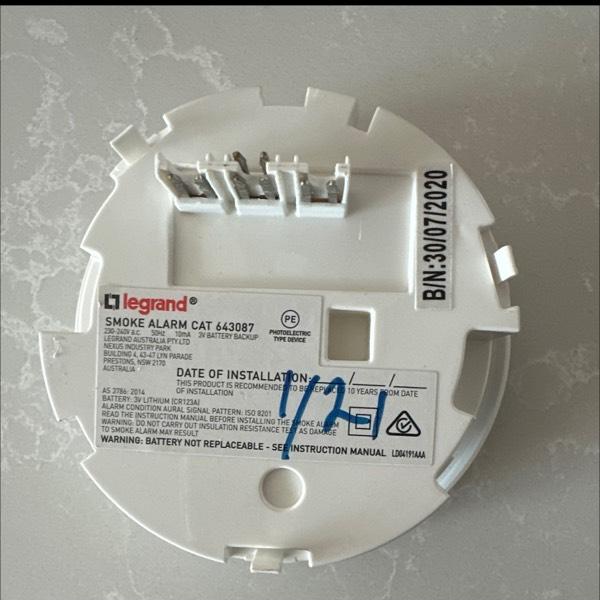 B/N:30/07/2020
legrand®
SMOKE ALARM CAT 643087
230-240V a.c. 50Hz 10mA 3V BATTERY BACKUP
LEGRAND AUSTRALIA PTY LTD
NEXUS INDUSTRY PARK
BUILDING 4, 43-47 LYN PARADE
PRESTONS, NSW 2170
AUSTRALIA
PE
PHOTOELECTRIC
TYPE DEVICE
DATE OF INSTALLATION: __/__/__
THIS PRODUCT IS RECOMMENDED TO BE REPLACED 10 YEARS FROM DATE
OF INSTALLATION
1/21
AS 3786: 2014
BATTERY: 3V LITHIUM (CR123A)
ALARM CONDITION AURAL SIGNAL PATTERN: ISO 8201
READ THE INSTRUCTION MANUAL BEFORE INSTALLING THE SMOKE ALARM
WARNING: DO NOT CARRY OUT INSULATION RESISTANCE TEST AS DAMAGE
TO SMOKE ALARM MAY RESULT
WARNING: BATTERY NOT REPLACEABLE - SEE INSTRUCTION MANUAL LD04191AAA